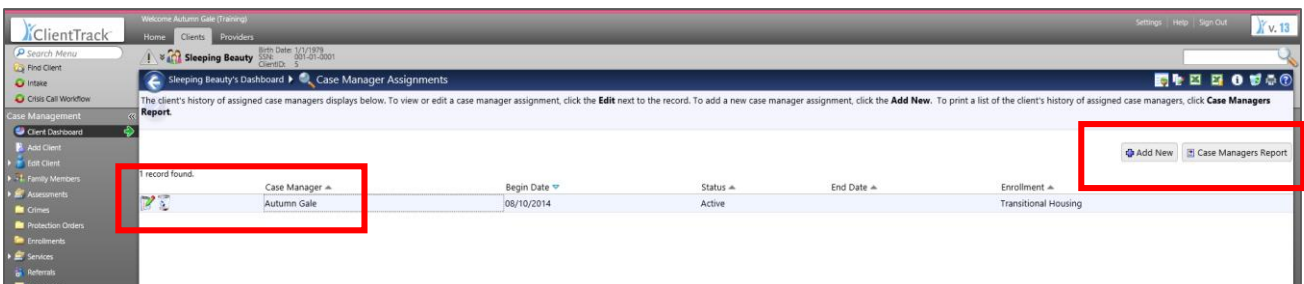 Welcome Autumn Gale (Training)
Settings | Help | Sign Out
v. 13
ClientTrack
Home Clients Providers
Search Menu
Find Client
Intake
Crisis Call Workflow
Case Management
Client Dashboard
Add Client
Edit Client
Family Members
Assessments
Crimes
Protection Orders
Enrollments
Services
Referrals
Sleeping Beauty
Birth Date: 1/1/1979
SSN: 001-01-0001
ClientID: 5
Sleeping Beauty's Dashboard Case Manager Assignments
The client's history of assigned case managers displays below. To view or edit a case manager assignment, click the Edit next to the record. To add a new case manager assignment, click the Add New. To print a list of the client's history of assigned case managers, click Case Managers
Report.
Add New Case Managers Report
1 record found.
Case Manager Begin Date Status End Date Enrollment
Autumn Gale 08/10/2014 Active Transitional Housing